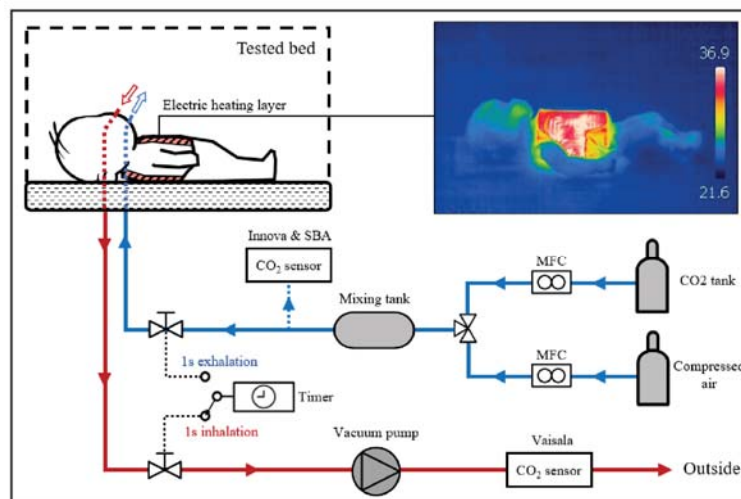 Tested bed
Electric heating layer
36.9
21.6
Innova & SBA
CO₂ sensor
Mixing tank
MFC
CO2 tank
MFC
Compressed
air
1s exhalation
Timer
1s inhalation
Vacuum pump
Vaisala
CO₂ sensor
Outside